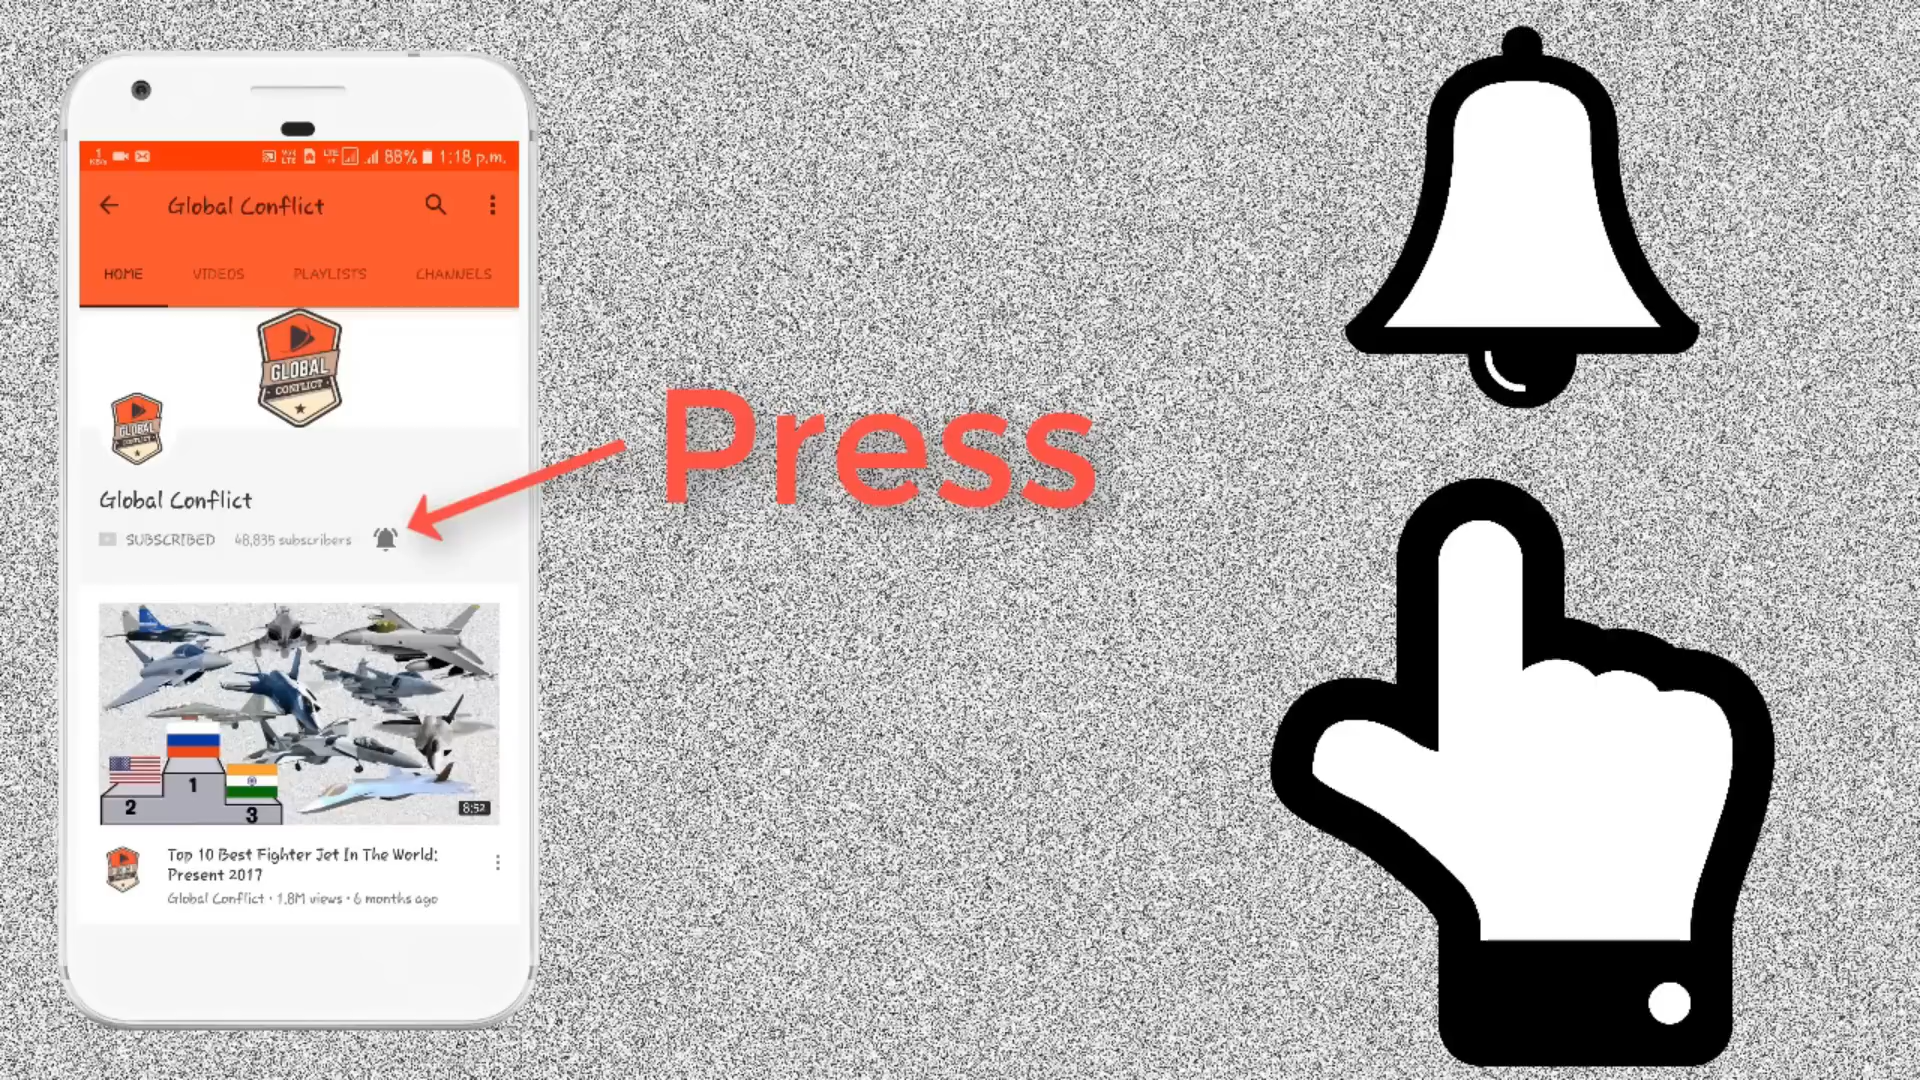 88% 1:18 p.m.
Global Conflict
HOME VIDEOS PLAYLISTS CHANNELS
GLOBAL
CONFLICT
GLOBAL
CONFLICT
Press
Global Conflict
SUBSCRIBED 48,835 subscribers
1
2
3
8:52
Top 10 Best Fighter Jet In The World:
Present 2017
Global Conflict • 1.8M views • 6 months ago